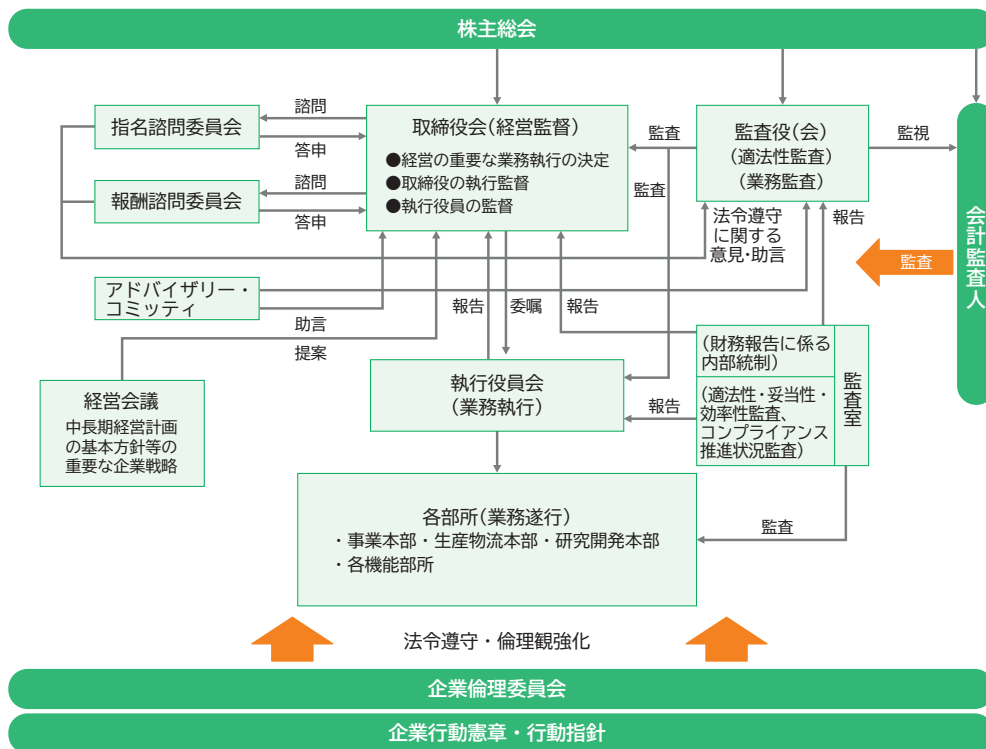 株主総会
指名諮問委員会
諮問
答申
報酬諮問委員会
諮問
答申
取締役会(経営監督)
●経営の重要な業務執行の決定
●取締役の執行監督
●執行役員の監督
監査
監査
監査役(会)
(適法性監査)
(業務監査)
監視
会計監査人
法令遵守
に関する
意見・助言
報告
監査
アドバイザリー・
コミッティ
助言
提案
報告
委嘱
報告
経営会議
中長期経営計画
の基本方針等の
重要な企業戦略
執行役員会
(業務執行)
報告
(財務報告に係る
内部統制)
(適法性・妥当性・
効率性監査、
コンプライアンス
推進状況監査)
監査室
監査
各部所(業務遂行)
・事業本部・生産物流本部・研究開発本部
・各機能部所
法令遵守・倫理観強化
企業倫理委員会
企業行動憲章・行動指針